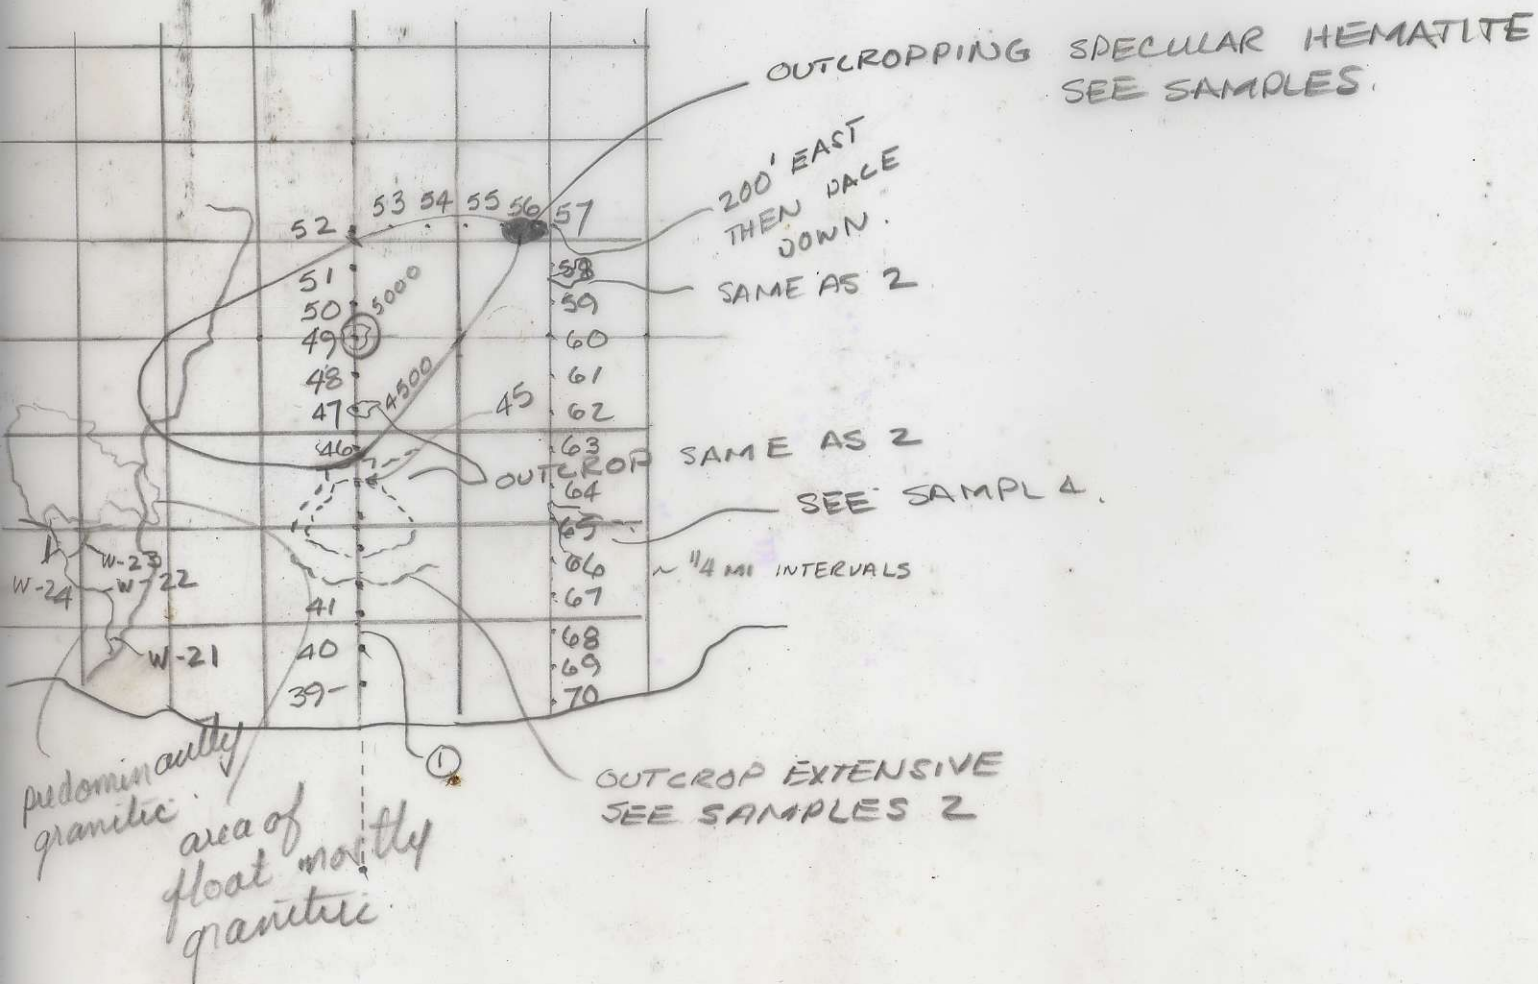 OUTCROPPING SPECULAR HEMATITE
SEE SAMPLES.
200' EAST
THEN PACE
DOWN.
52 53 54 55 56 57
51
50
49
48
47
46
5000
4500
45
58
59
60
61
62
63
64
65
66
67
68
69
70
SAME AS 2
OUTCROP SAME AS 2
SEE SAMPL 4.
~ 1/4 MI INTERVALS
W-23
W-24
W-22
W-21
41
40
39-
1
OUTCROP EXTENSIVE
SEE SAMPLES 2
predominantly
granitic
area of
float mostly
granitic.